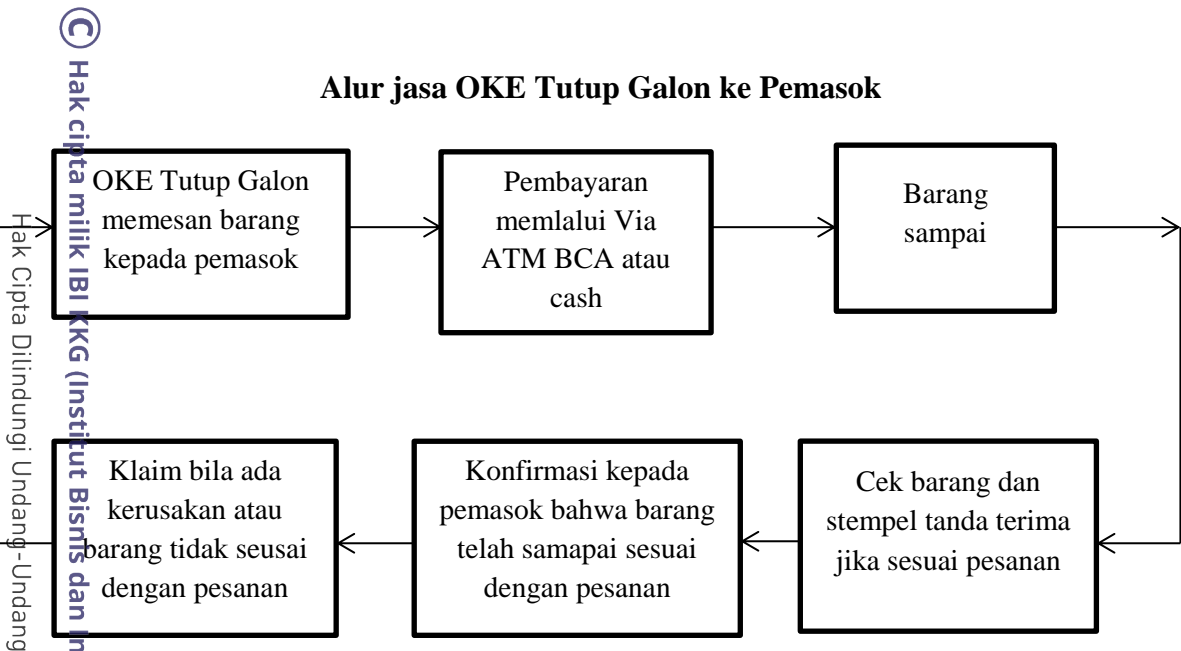 Alur jasa OKE Tutup Galon ke Pemasok
OKE Tutup Galon
memesan barang
kepada pemasok
Pembayaran
memlalui Via
ATM BCA atau
cash
Barang
sampai
Cek barang dan
stempel tanda terima
jika sesuai pesanan
Konfirmasi kepada
pemasok bahwa barang
telah samapai sesuai
dengan pesanan
Klaim bila ada
kerusakan atau
barang tidak seusai
dengan pesanan
© Hak cipta milik IBI KKG (Institut Bisnis dan In
Hak Cipta Dilindungi Undang-Undang